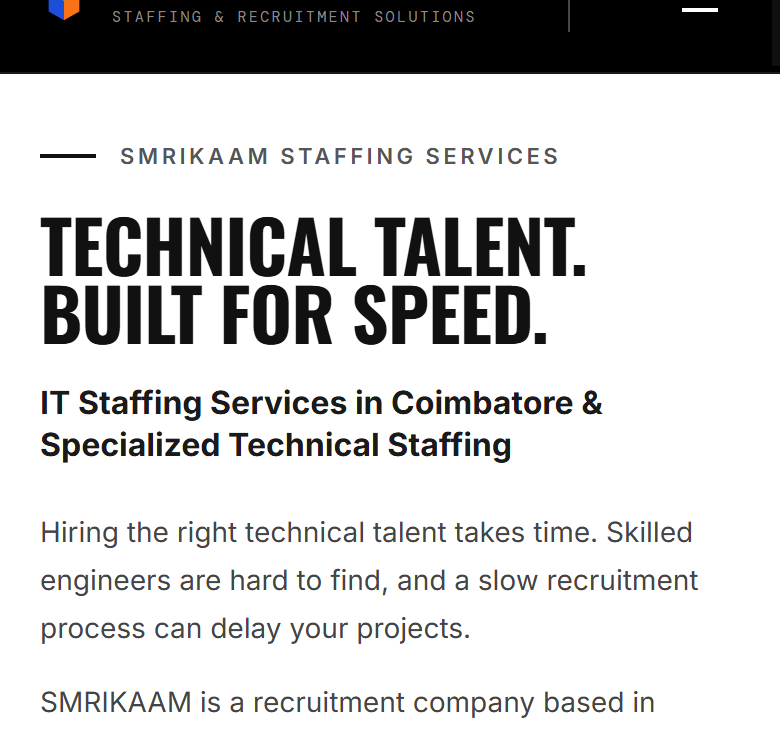 STAFFING & RECRUITMENT SOLUTIONS
SMRIKAAM STAFFING SERVICES
TECHNICAL TALENT.
BUILT FOR SPEED.
IT Staffing Services in Coimbatore &
Specialized Technical Staffing
Hiring the right technical talent takes time. Skilled
engineers are hard to find, and a slow recruitment
process can delay your projects.
SMRIKAAM is a recruitment company based in